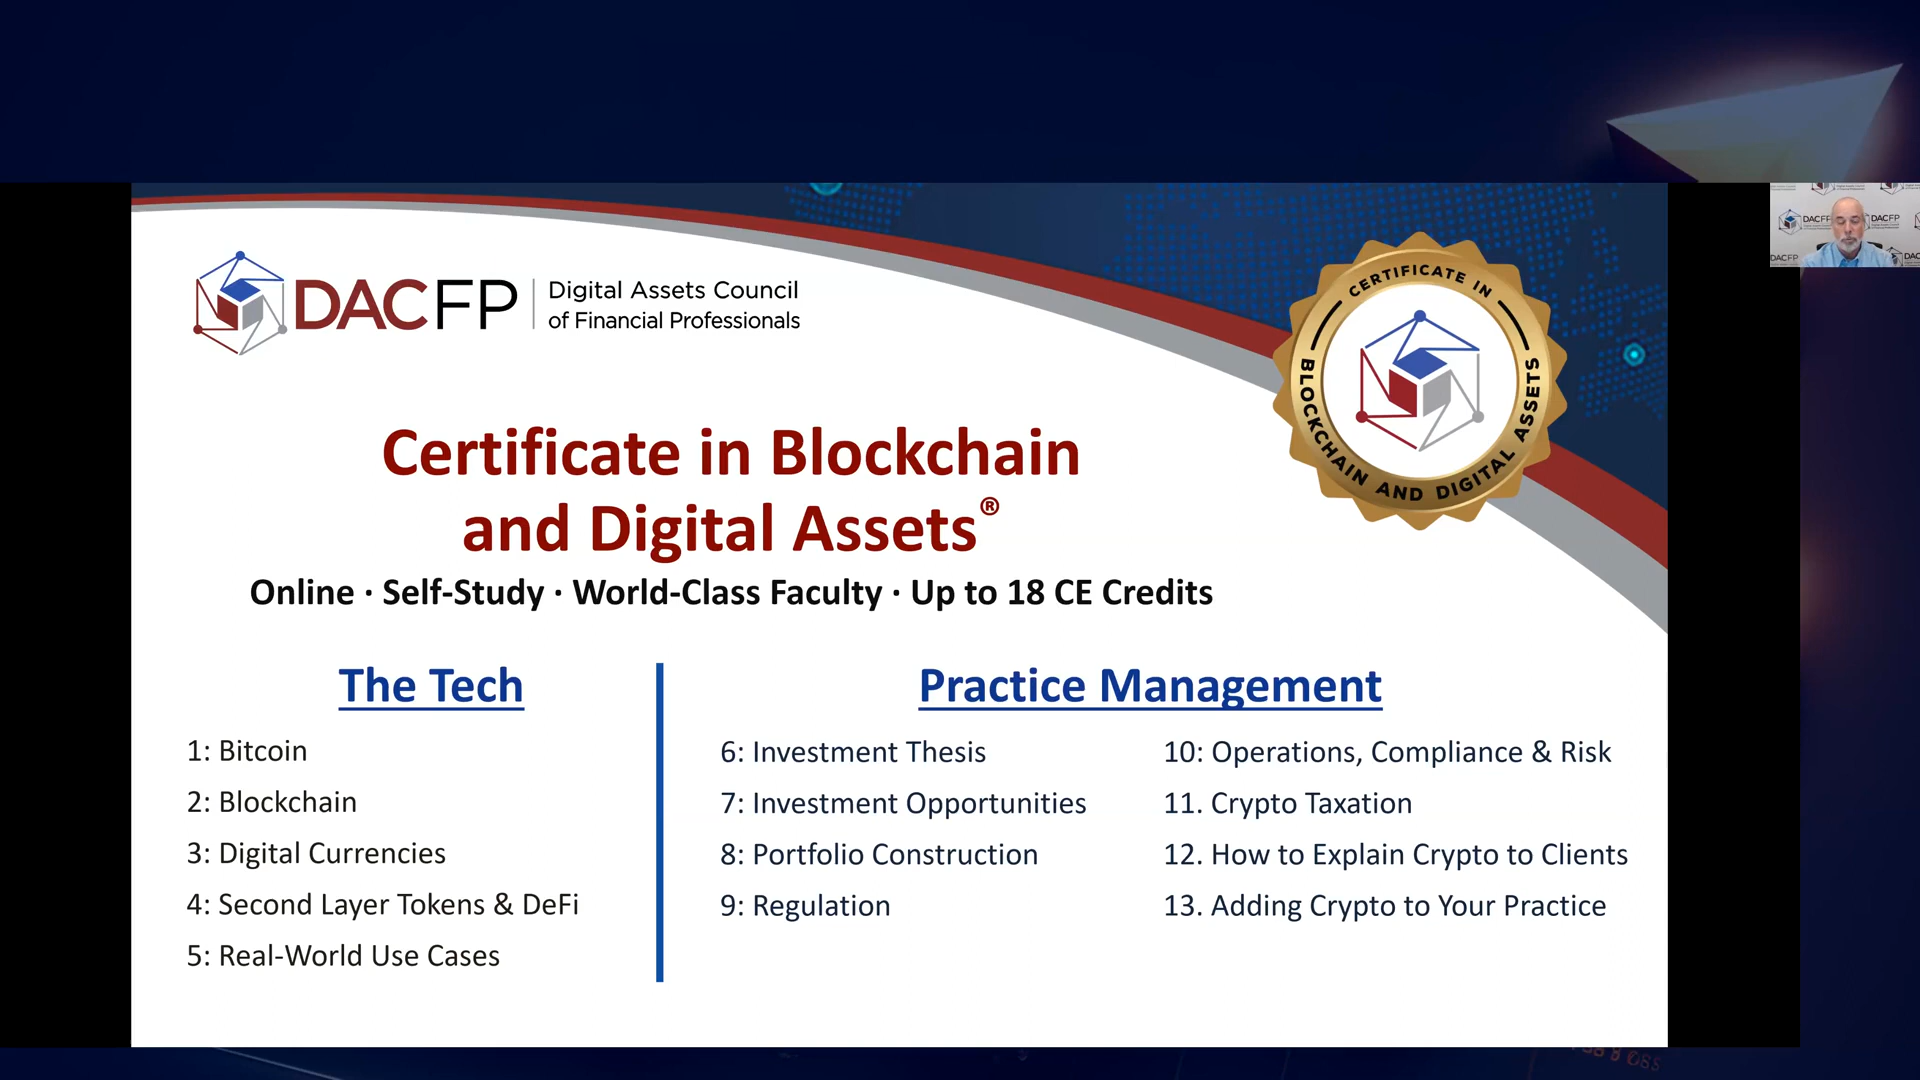 DACFP
Digital Assets Council
of Financial Professionals
CERTIFICATE IN
BLOCKCHAIN AND DIGITAL ASSETS
Certificate in Blockchain
and Digital Assets®
Online · Self-Study · World-Class Faculty · Up to 18 CE Credits
The Tech
1: Bitcoin
2: Blockchain
3: Digital Currencies
4: Second Layer Tokens & DeFi
5: Real-World Use Cases
Practice Management
6: Investment Thesis
7: Investment Opportunities
8: Portfolio Construction
9: Regulation
10: Operations, Compliance & Risk
11. Crypto Taxation
12. How to Explain Crypto to Clients
13. Adding Crypto to Your Practice
DACFP
DACFP
DACFP